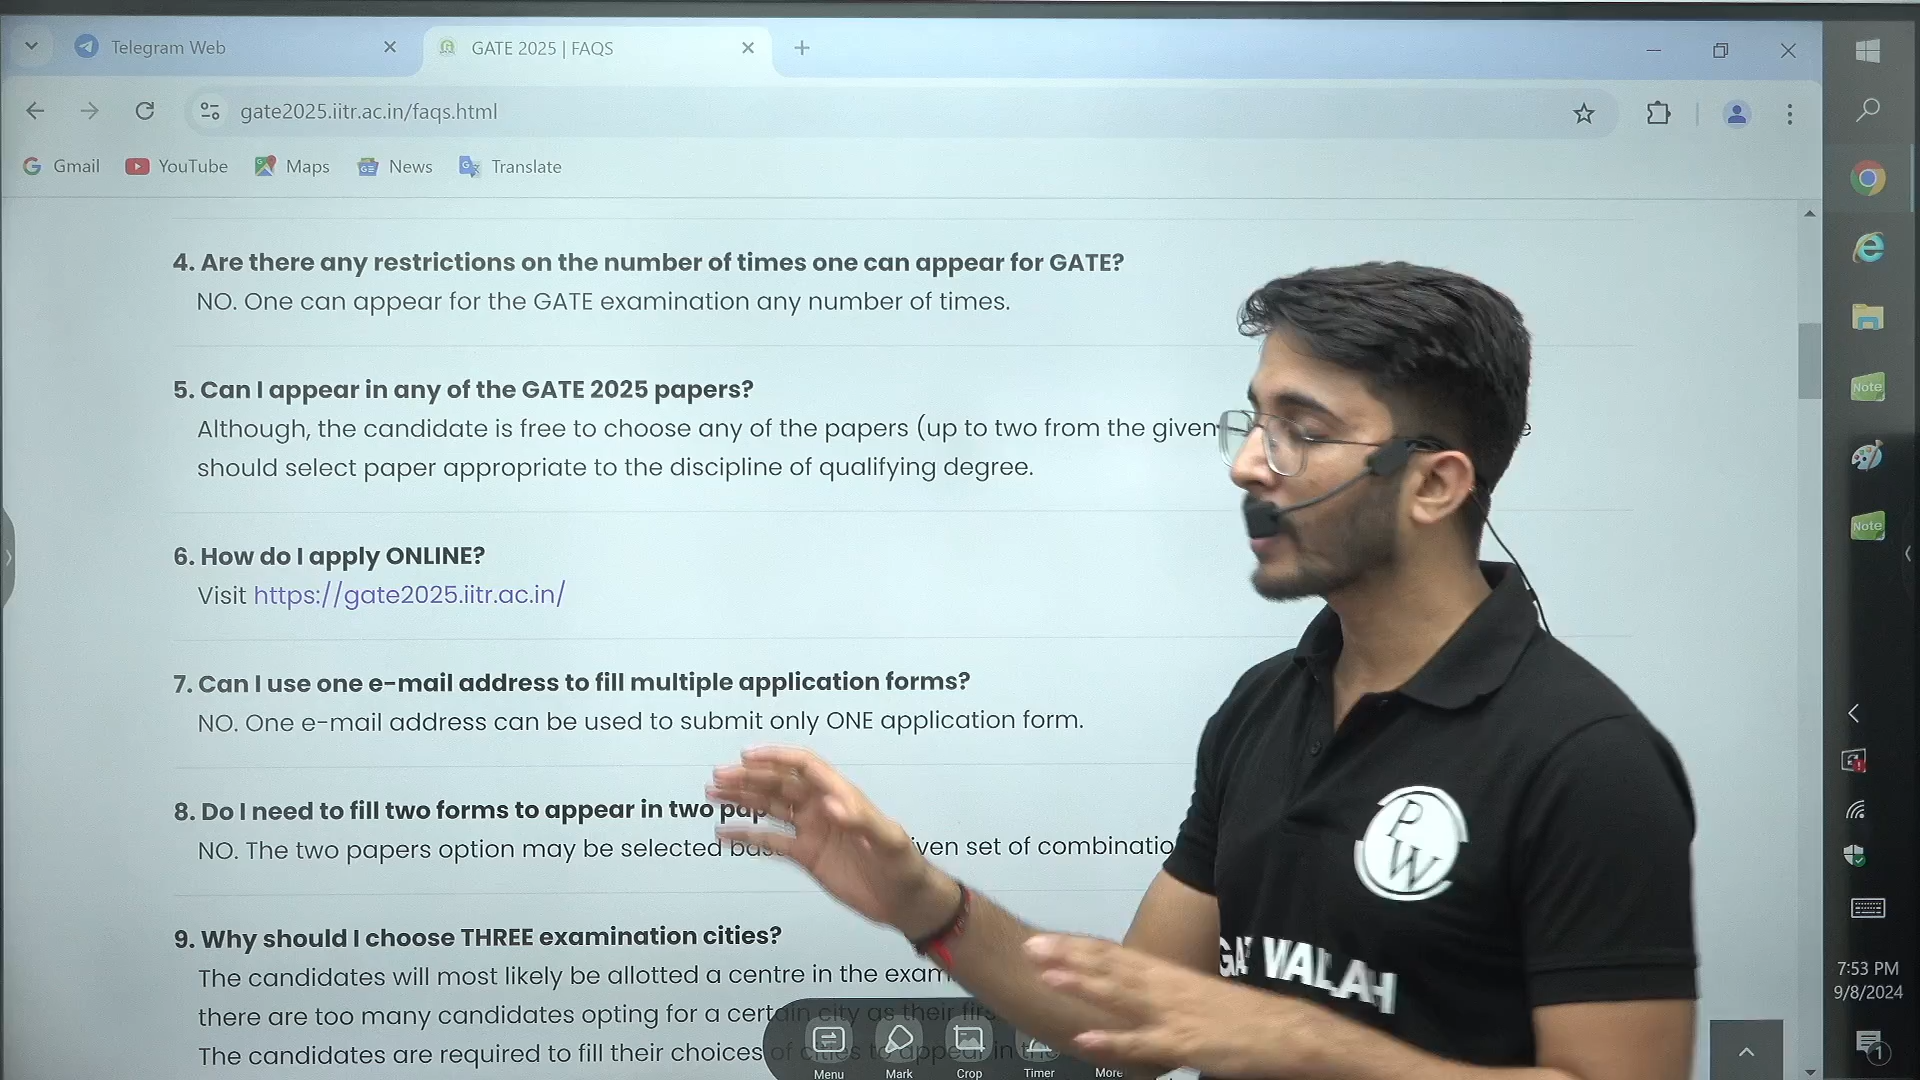 Telegram Web
GATE 2025 | FAQS
gate2025.iitr.ac.in/faqs.html
Gmail
YouTube
Maps
News
Translate
4. Are there any restrictions on the number of times one can appear for GATE?
NO. One can appear for the GATE examination any number of times.
5. Can I appear in any of the GATE 2025 papers?
Although, the candidate is free to choose any of the papers (up to two from the given
should select paper appropriate to the discipline of qualifying degree.
6. How do I apply ONLINE?
Visit https://gate2025.iitr.ac.in/
7. Can I use one e-mail address to fill multiple application forms?
NO. One e-mail address can be used to submit only ONE application form.
8. Do I need to fill two forms to appear in two
NO. The two papers option may be selected set of
9. Why should I choose THREE examination cities?
The candidates will most likely be allotted a centre in the
there are too many candidates opting for a certain city as their
The candidates are required to fill their choices of cities to appear in
Menu
Mark
Crop
Timer
More
PW
WALAH
Note
Note
7:53 PM
9/8/2024
1